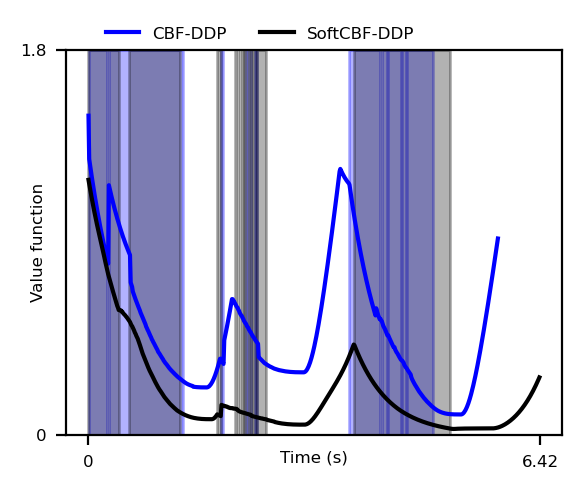 CBF-DDP SoftCBF-DDP
1.8
Value function
0
0 Time (s) 6.42